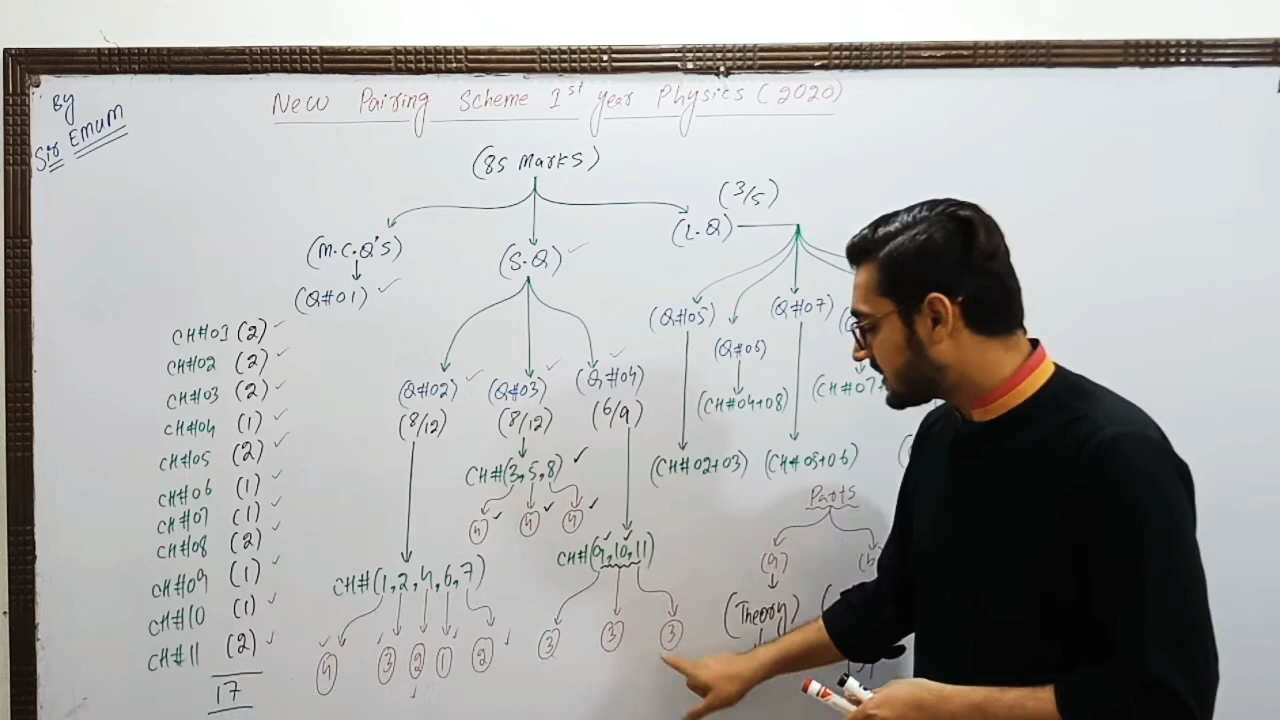 By
Sir EMUM
New Pairing Scheme 1st year Physics (2020)
(85 Marks)
(M.C.Q'S)
(Q#01)
(S.Q)
(L.Q)
(3/5)
CH#01 (2)
CH#02 (2)
CH#03 (2)
CH#04 (1)
CH#05 (2)
CH#06 (1)
CH#07 (1)
CH#08 (2)
CH#09 (1)
CH#10 (1)
CH#11 (2)
17
(Q#02)
(8/12)
CH#(1,2,4,6,7)
4 3 2 1 2
(Q#03)
(8/12)
CH#(3,5,8)
4 4 4
(Q#04)
(6/9)
CH#(9,10,11)
3 3 3
(Q#05)
(CH#02+03)
(Q#06)
(CH#04+08)
(Q#07)
(CH#05+06)
(CH#07+
Parts
(a)
(Theory)
(b)